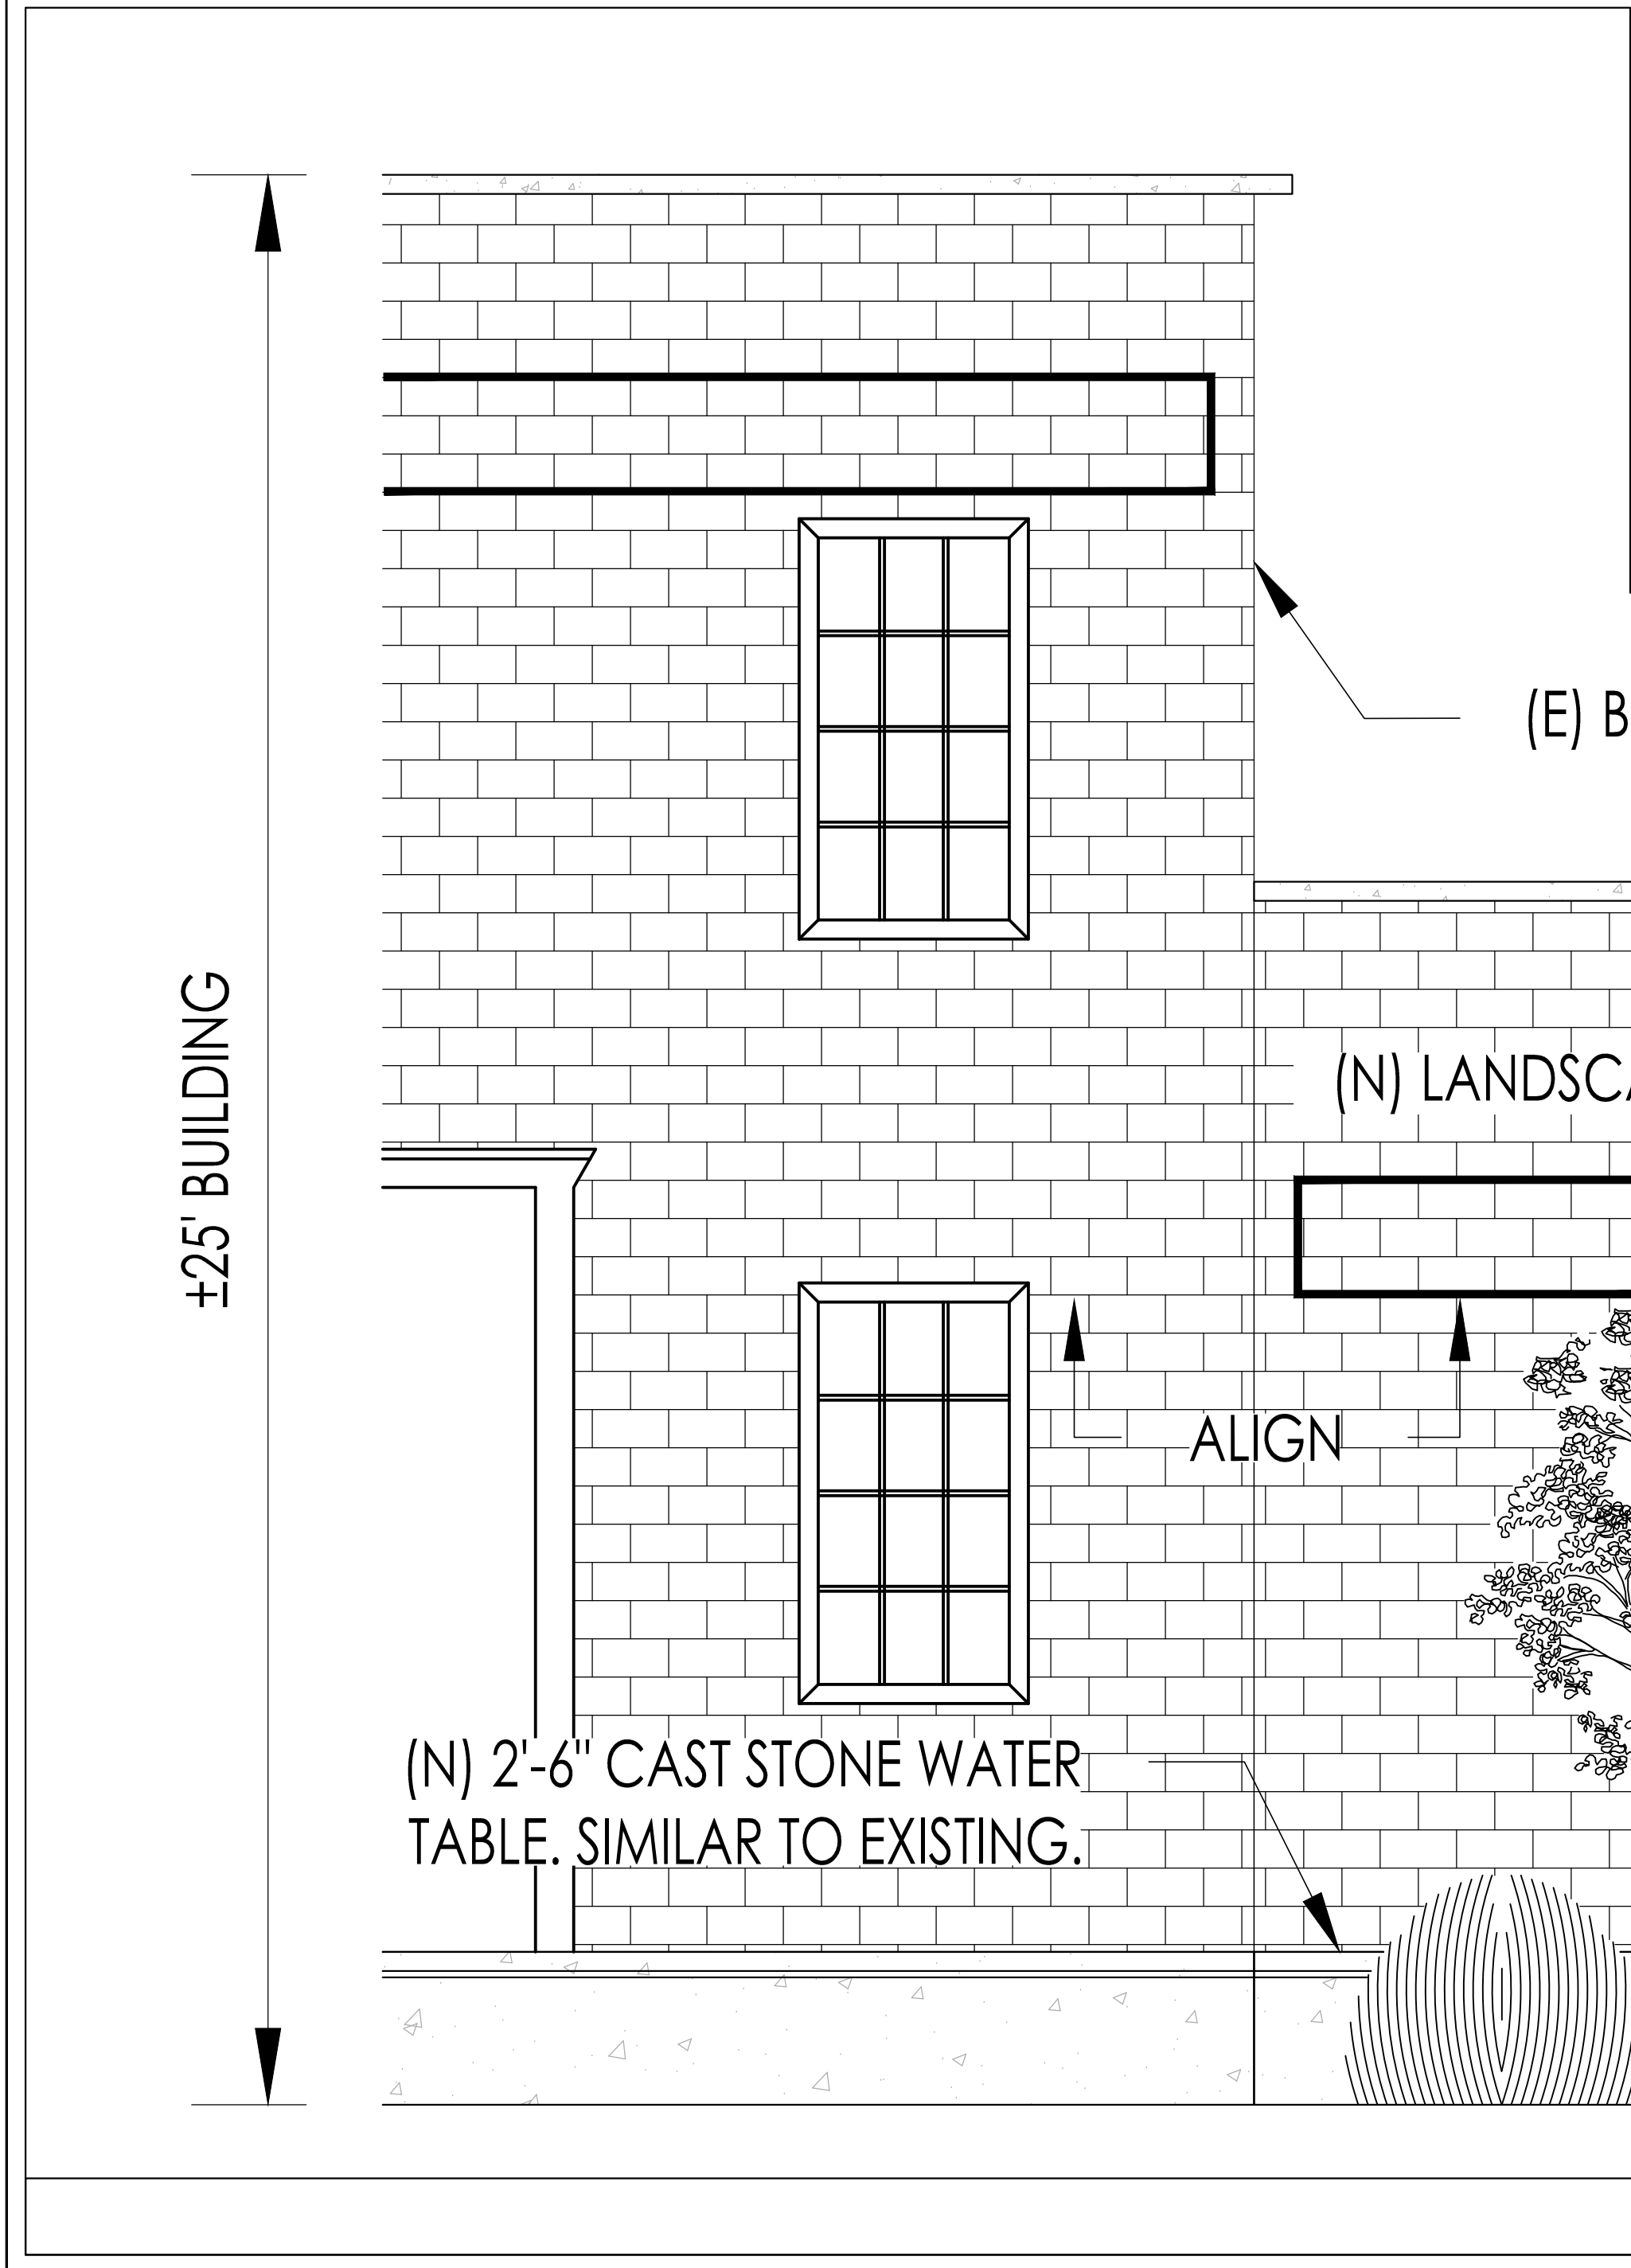 ±25' BUILDING
(E) B
(N) LANDSCA
ALIGN
(N) 2'-6" CAST STONE WATER
TABLE. SIMILAR TO EXISTING.